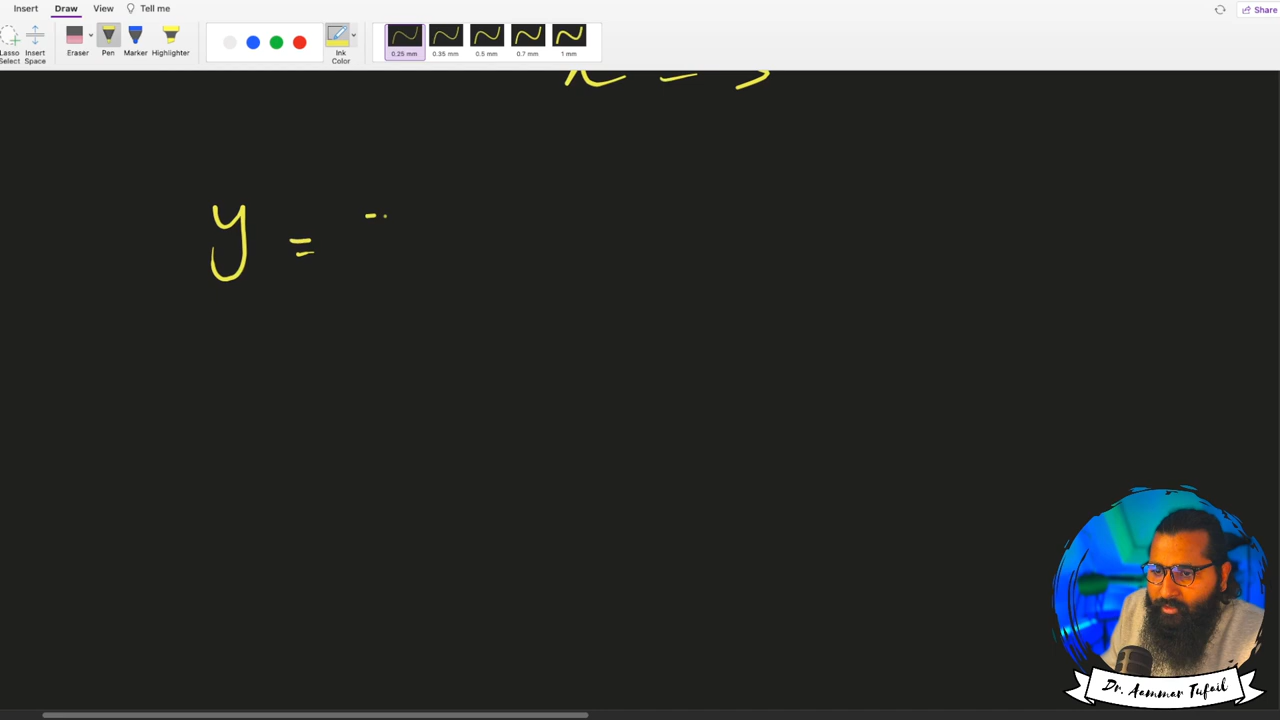 Insert Draw View Tell me Share
Lasso Select Insert Space Eraser Pen Marker Highlighter Ink Color 0.25 mm 0.35 mm 0.5 mm 0.7 mm 1 mm
y = -
Dr. Aammar Tufail